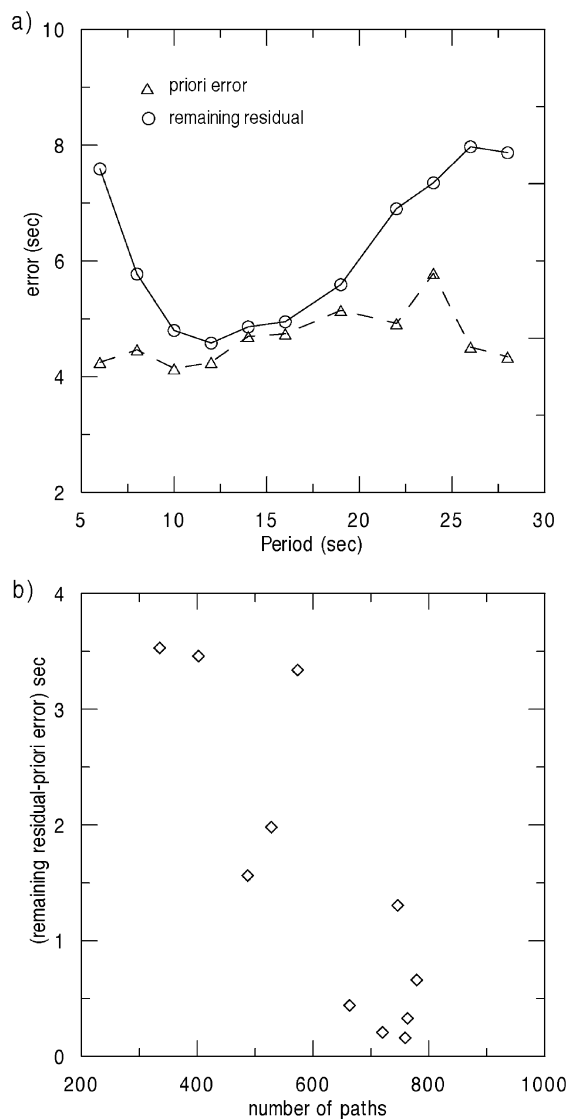 a)
10
8
6
4
2
error (sec)
priori error
remaining residual
5 10 15 20 25 30
Period (sec)
b)
4
3
2
1
0
(remaining residual-priori error) sec
200 400 600 800 1000
number of paths